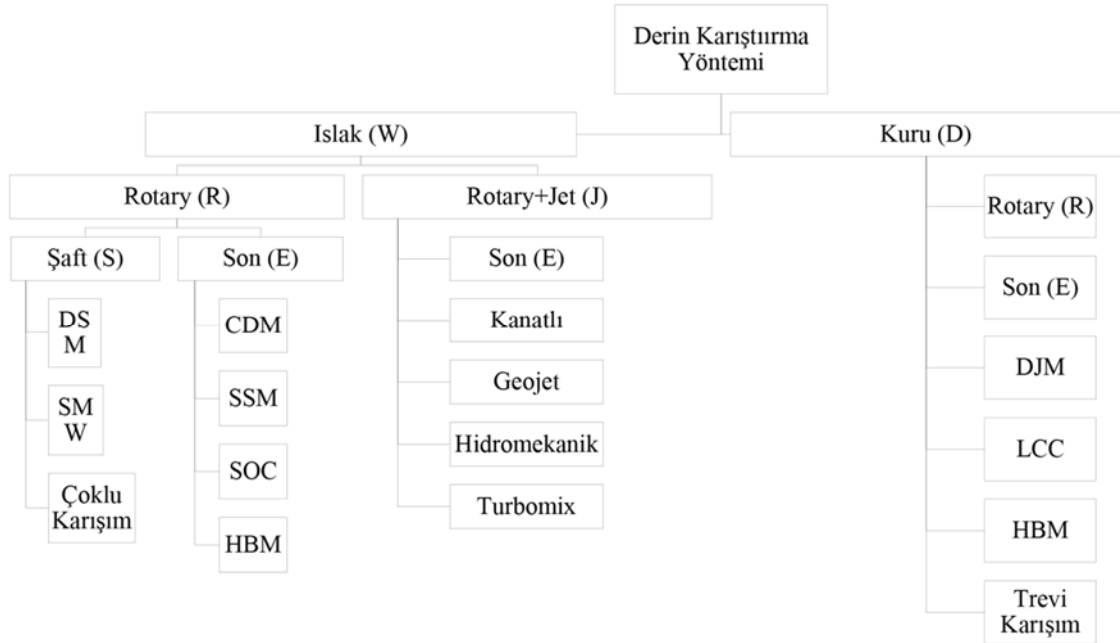 Derin Karıştıırma
Yöntemi
Islak (W)
Kuru (D)
Rotary (R)
Rotary+Jet (J)
Şaft (S)
Son (E)
DS
M
SM
W
Çoklu
Karışım
CDM
SSM
SOC
HBM
Son (E)
Kanatlı
Geojet
Hidromekanik
Turbomix
Rotary (R)
Son (E)
DJM
LCC
HBM
Trevi
Karışım